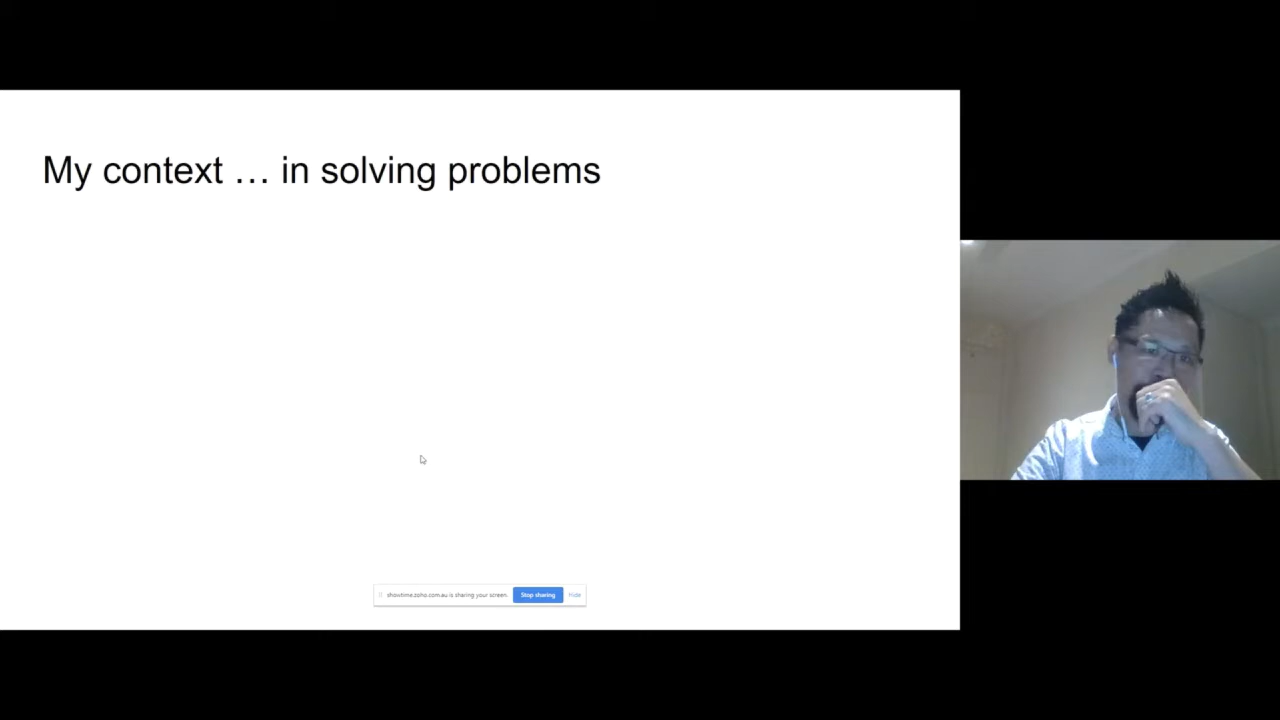 My context … in solving problems
showtime.zoho.com.au is sharing your screen. Stop sharing Hide